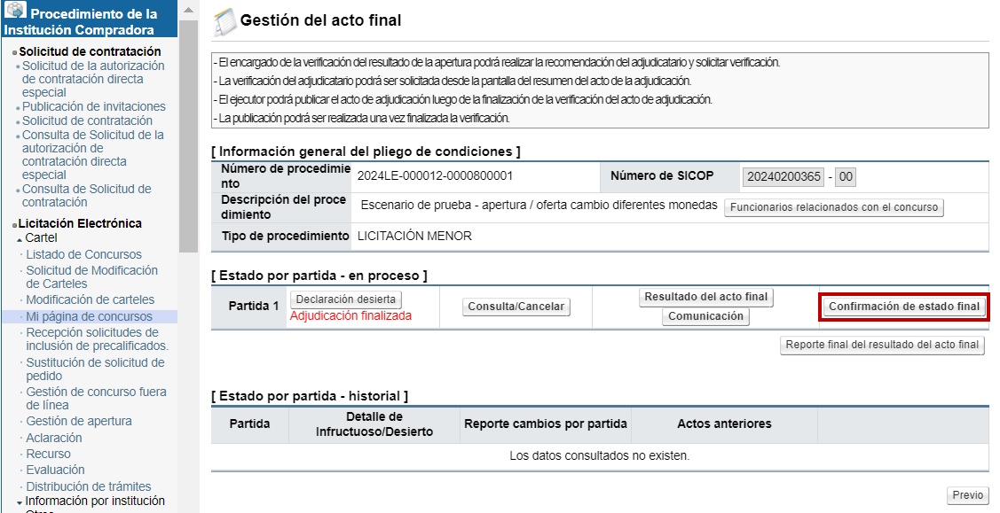 Procedimiento de la
Institución Compradora
Solicitud de contratación
Solicitud de la autorización
de contratación directa
especial
Publicación de invitaciones
Solicitud de contratación
Consulta de Solicitud de la
autorización de
contratación directa
especial
Consulta de Solicitud de
contratación
Licitación Electrónica
Cartel
Listado de Concursos
Solicitud de Modificación
de Carteles
Modificación de carteles
Mi página de concursos
Recepción solicitudes de
inclusión de precalificados.
Sustitución de solicitud de
pedido
Gestión de concurso fuera
de línea
Gestión de apertura
Aclaración
Recurso
Evaluación
Distribución de trámites
Información por institución
Gestión del acto final
- El encargado de la verificación del resultado de la apertura podrá realizar la recomendación del adjudicatario y solicitar verificación.
- La verificación del adjudicatario podrá ser solicitada desde la pantalla del resumen del acto de la adjudicación.
- El ejecutor podrá publicar el acto de adjudicación luego de la finalización de la verificación del acto de adjudicación.
- La publicación podrá ser realizada una vez finalizada la verificación.
[ Información general del pliego de condiciones ]
Número de procedimie
nto
2024LE-000012-0000800001
Número de SICOP
20240200365 - 00
Descripción del proce
dimiento
Escenario de prueba - apertura / oferta cambio diferentes monedas
Funcionarios relacionados con el concurso
Tipo de procedimiento
LICITACIÓN MENOR
[ Estado por partida - en proceso ]
Partida 1
Declaración desierta
Adjudicación finalizada
Consulta/Cancelar
Resultado del acto final
Comunicación
Confirmación de estado final
Reporte final del resultado del acto final
[ Estado por partida - historial ]
Partida
Detalle de
Infructuoso/Desierto
Reporte cambios por partida
Actos anteriores
Los datos consultados no existen.
Previo